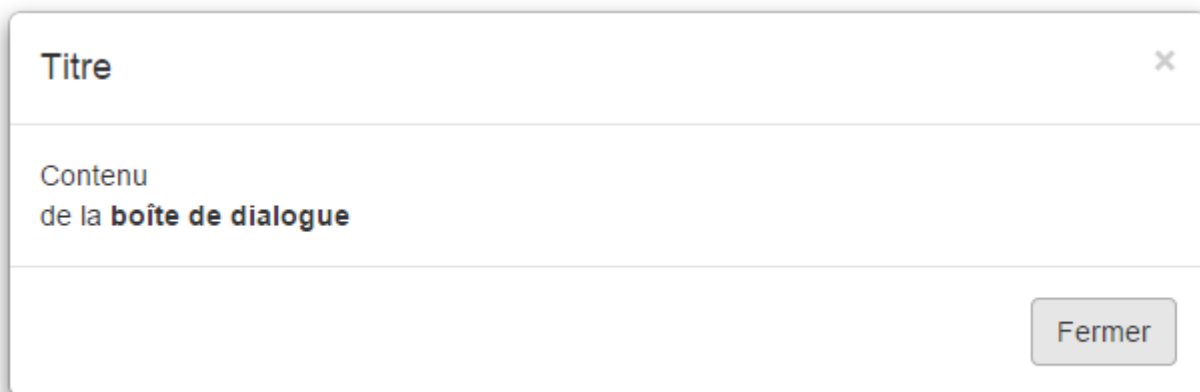 Titre
×
Contenu
de la boîte de dialogue
Fermer